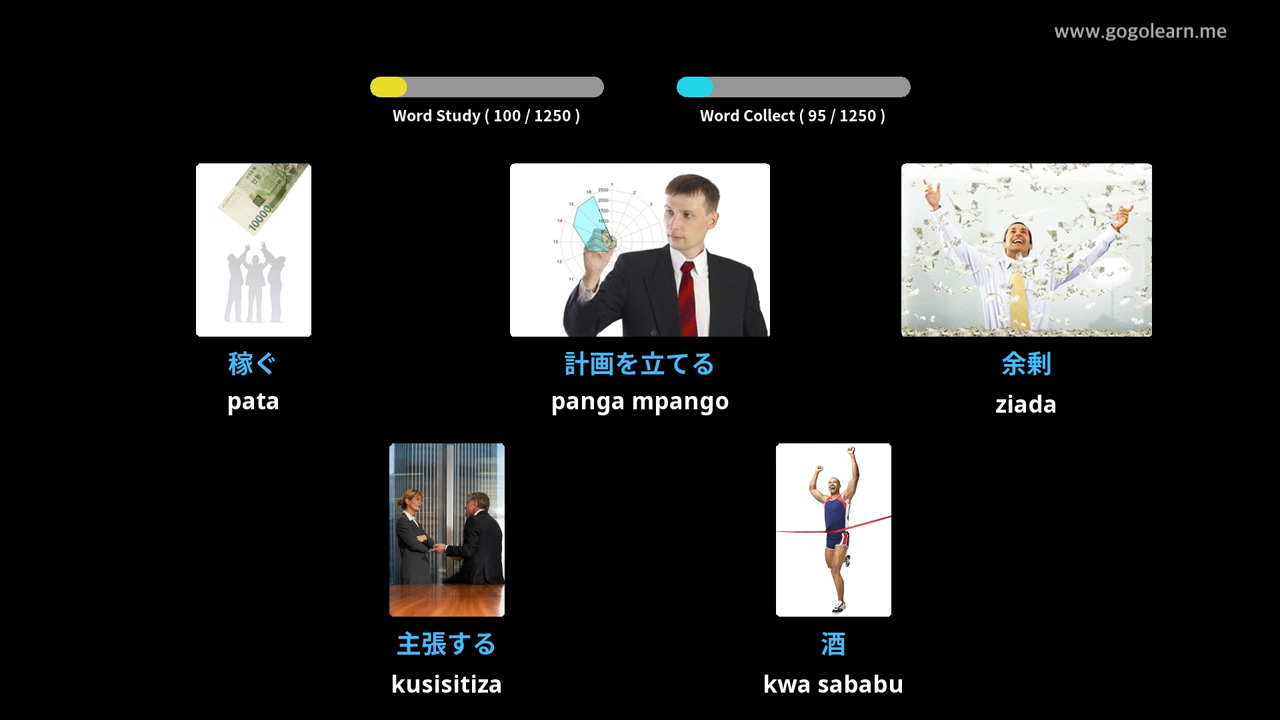 www.gogolearn.me
Word Study ( 100 / 1250 )
Word Collect ( 95 / 1250 )
10000
稼ぐ
pata
計画を立てる
panga mpango
余剰
ziada
主張する
kusisitiza
酒
kwa sababu